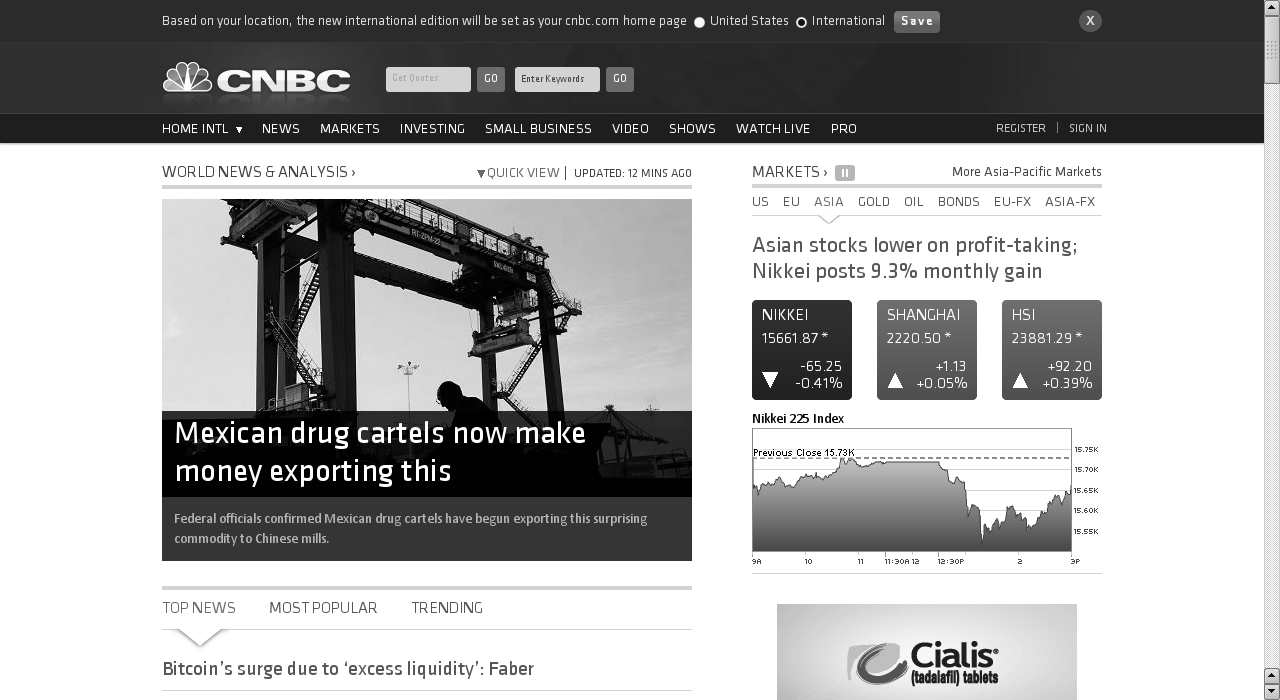 Based on your location, the new international edition will be set as your cnbc.com home page United States International Save X
CNBC Get Quotes GO Enter Keywords GO
HOME INTL ▼ NEWS MARKETS INVESTING SMALL BUSINESS VIDEO SHOWS WATCH LIVE PRO REGISTER | SIGN IN
WORLD NEWS & ANALYSIS › ▼QUICK VIEW | UPDATED: 12 MINS AGO
Mexican drug cartels now make
money exporting this
Federal officials confirmed Mexican drug cartels have begun exporting this surprising
commodity to Chinese mills.
TOP NEWS MOST POPULAR TRENDING
Bitcoin's surge due to ‘excess liquidity’: Faber
MARKETS › More Asia-Pacific Markets
US EU ASIA GOLD OIL BONDS EU-FX ASIA-FX
Asian stocks lower on profit-taking;
Nikkei posts 9.3% monthly gain
NIKKEI
15661.87 *
-65.25
-0.41%
SHANGHAI
2220.50 *
+1.13
+0.05%
HSI
23881.29 *
+92.20
+0.39%
Nikkei 225 Index
Previous Close 15.73K
15.75K
15.70K
15.65K
15.60K
15.55K
9A 10 11 11:30A 12 12:30P 2 3P
Cialis®
(tadalafil) tablets